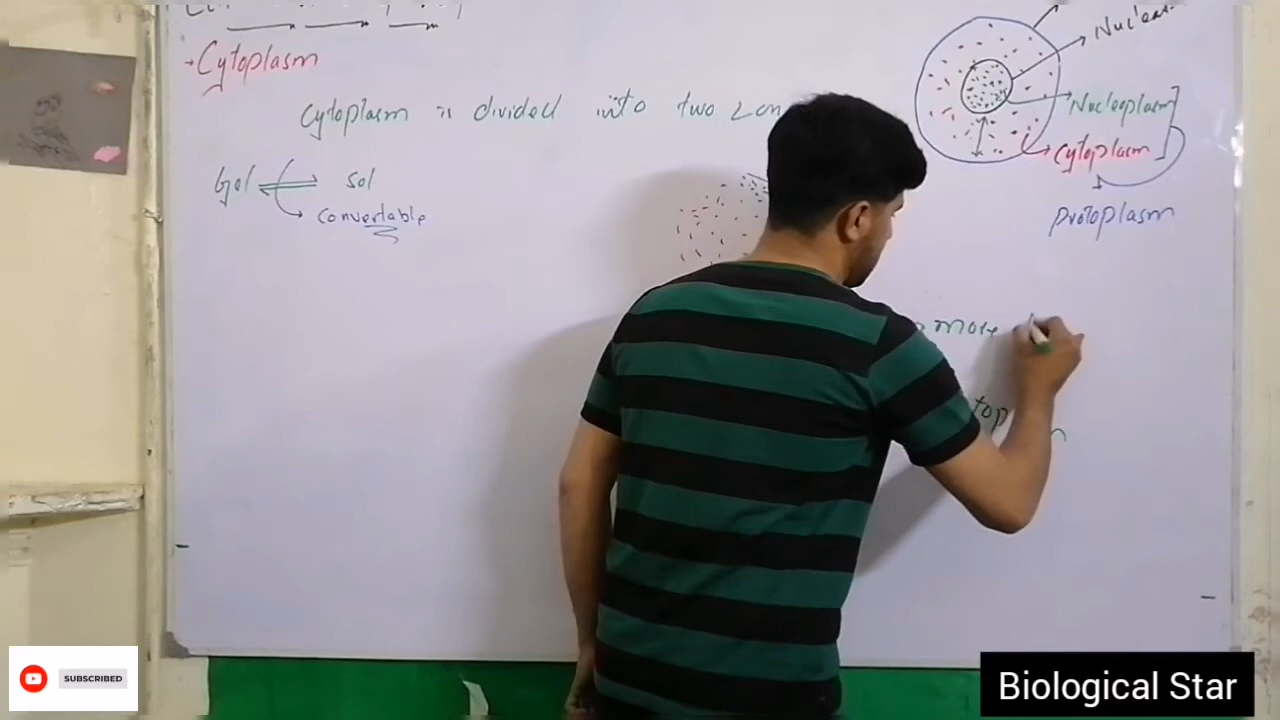 Cytoplasm
Cytoplasm is divided into two
Gel sol
convertable
Nucleoplasm
Cytoplasm
protoplasm
more
SUBSCRIBED
Biological Star